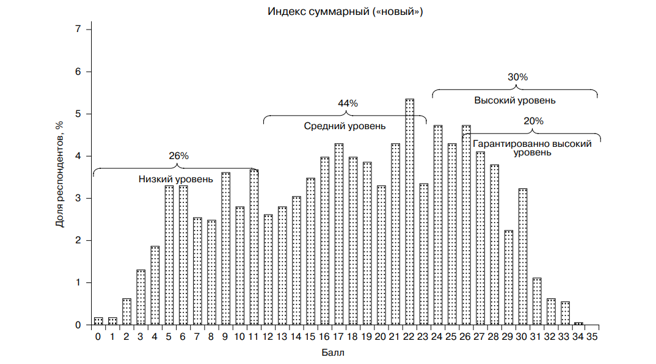 Индекс суммарный («новый»)
7
6
5
4
3
2
1
0
Доля респондентов, %
26%
Низкий уровень
44%
Средний уровень
30%
Высокий уровень
20%
Гарантированно высокий
уровень
0 1 2 3 4 5 6 7 8 9 10 11 12 13 14 15 16 17 18 19 20 21 22 23 24 25 26 27 28 29 30 31 32 33 34 35
Балл